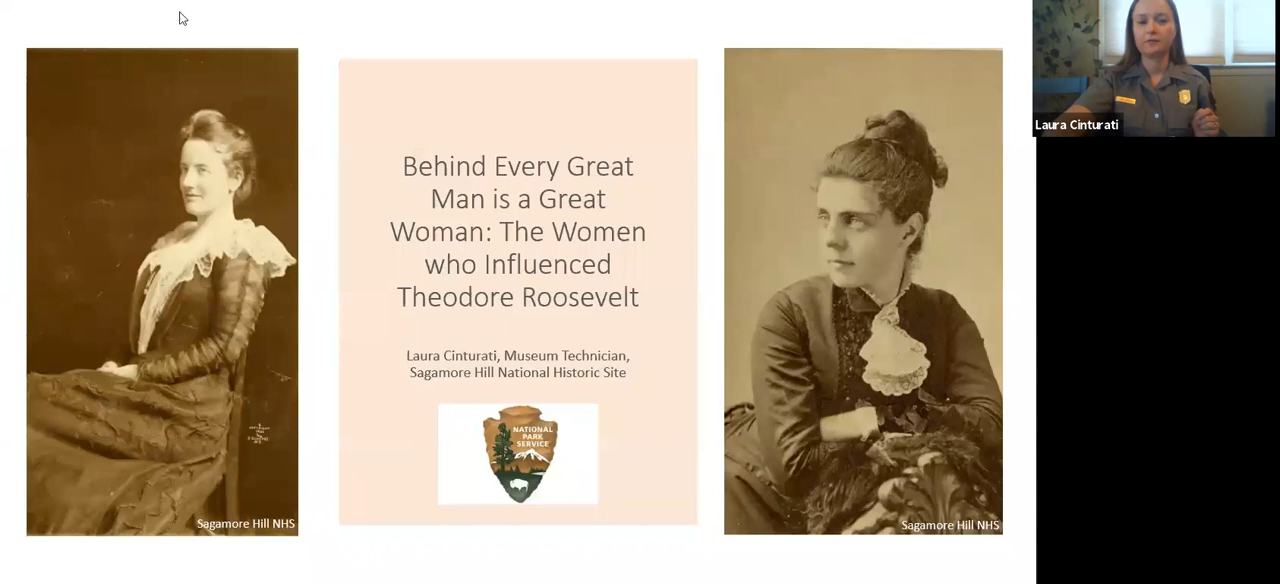 Behind Every Great
Man is a Great
Woman: The Women
who Influenced
Theodore Roosevelt
Laura Cinturati, Museum Technician,
Sagamore Hill National Historic Site
NATIONAL
PARK
SERVICE
Sagamore Hill NHS
Sagamore Hill NHS
Laura Cinturati